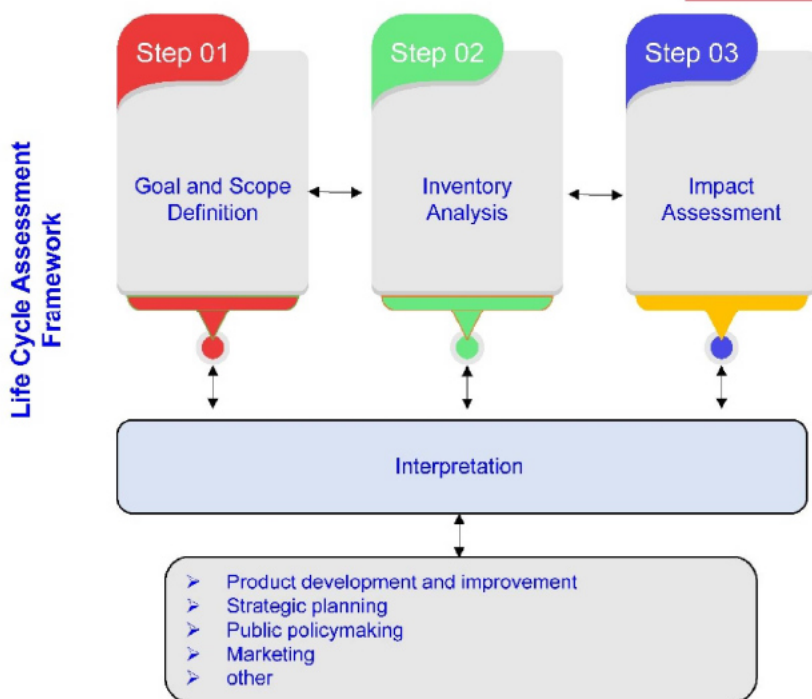 Step 01
Step 02
Step 03
Life Cycle Assessment
Framework
Goal and Scope
Definition
Inventory
Analysis
Impact
Assessment
Interpretation
Product development and improvement
Strategic planning
Public policymaking
Marketing
other